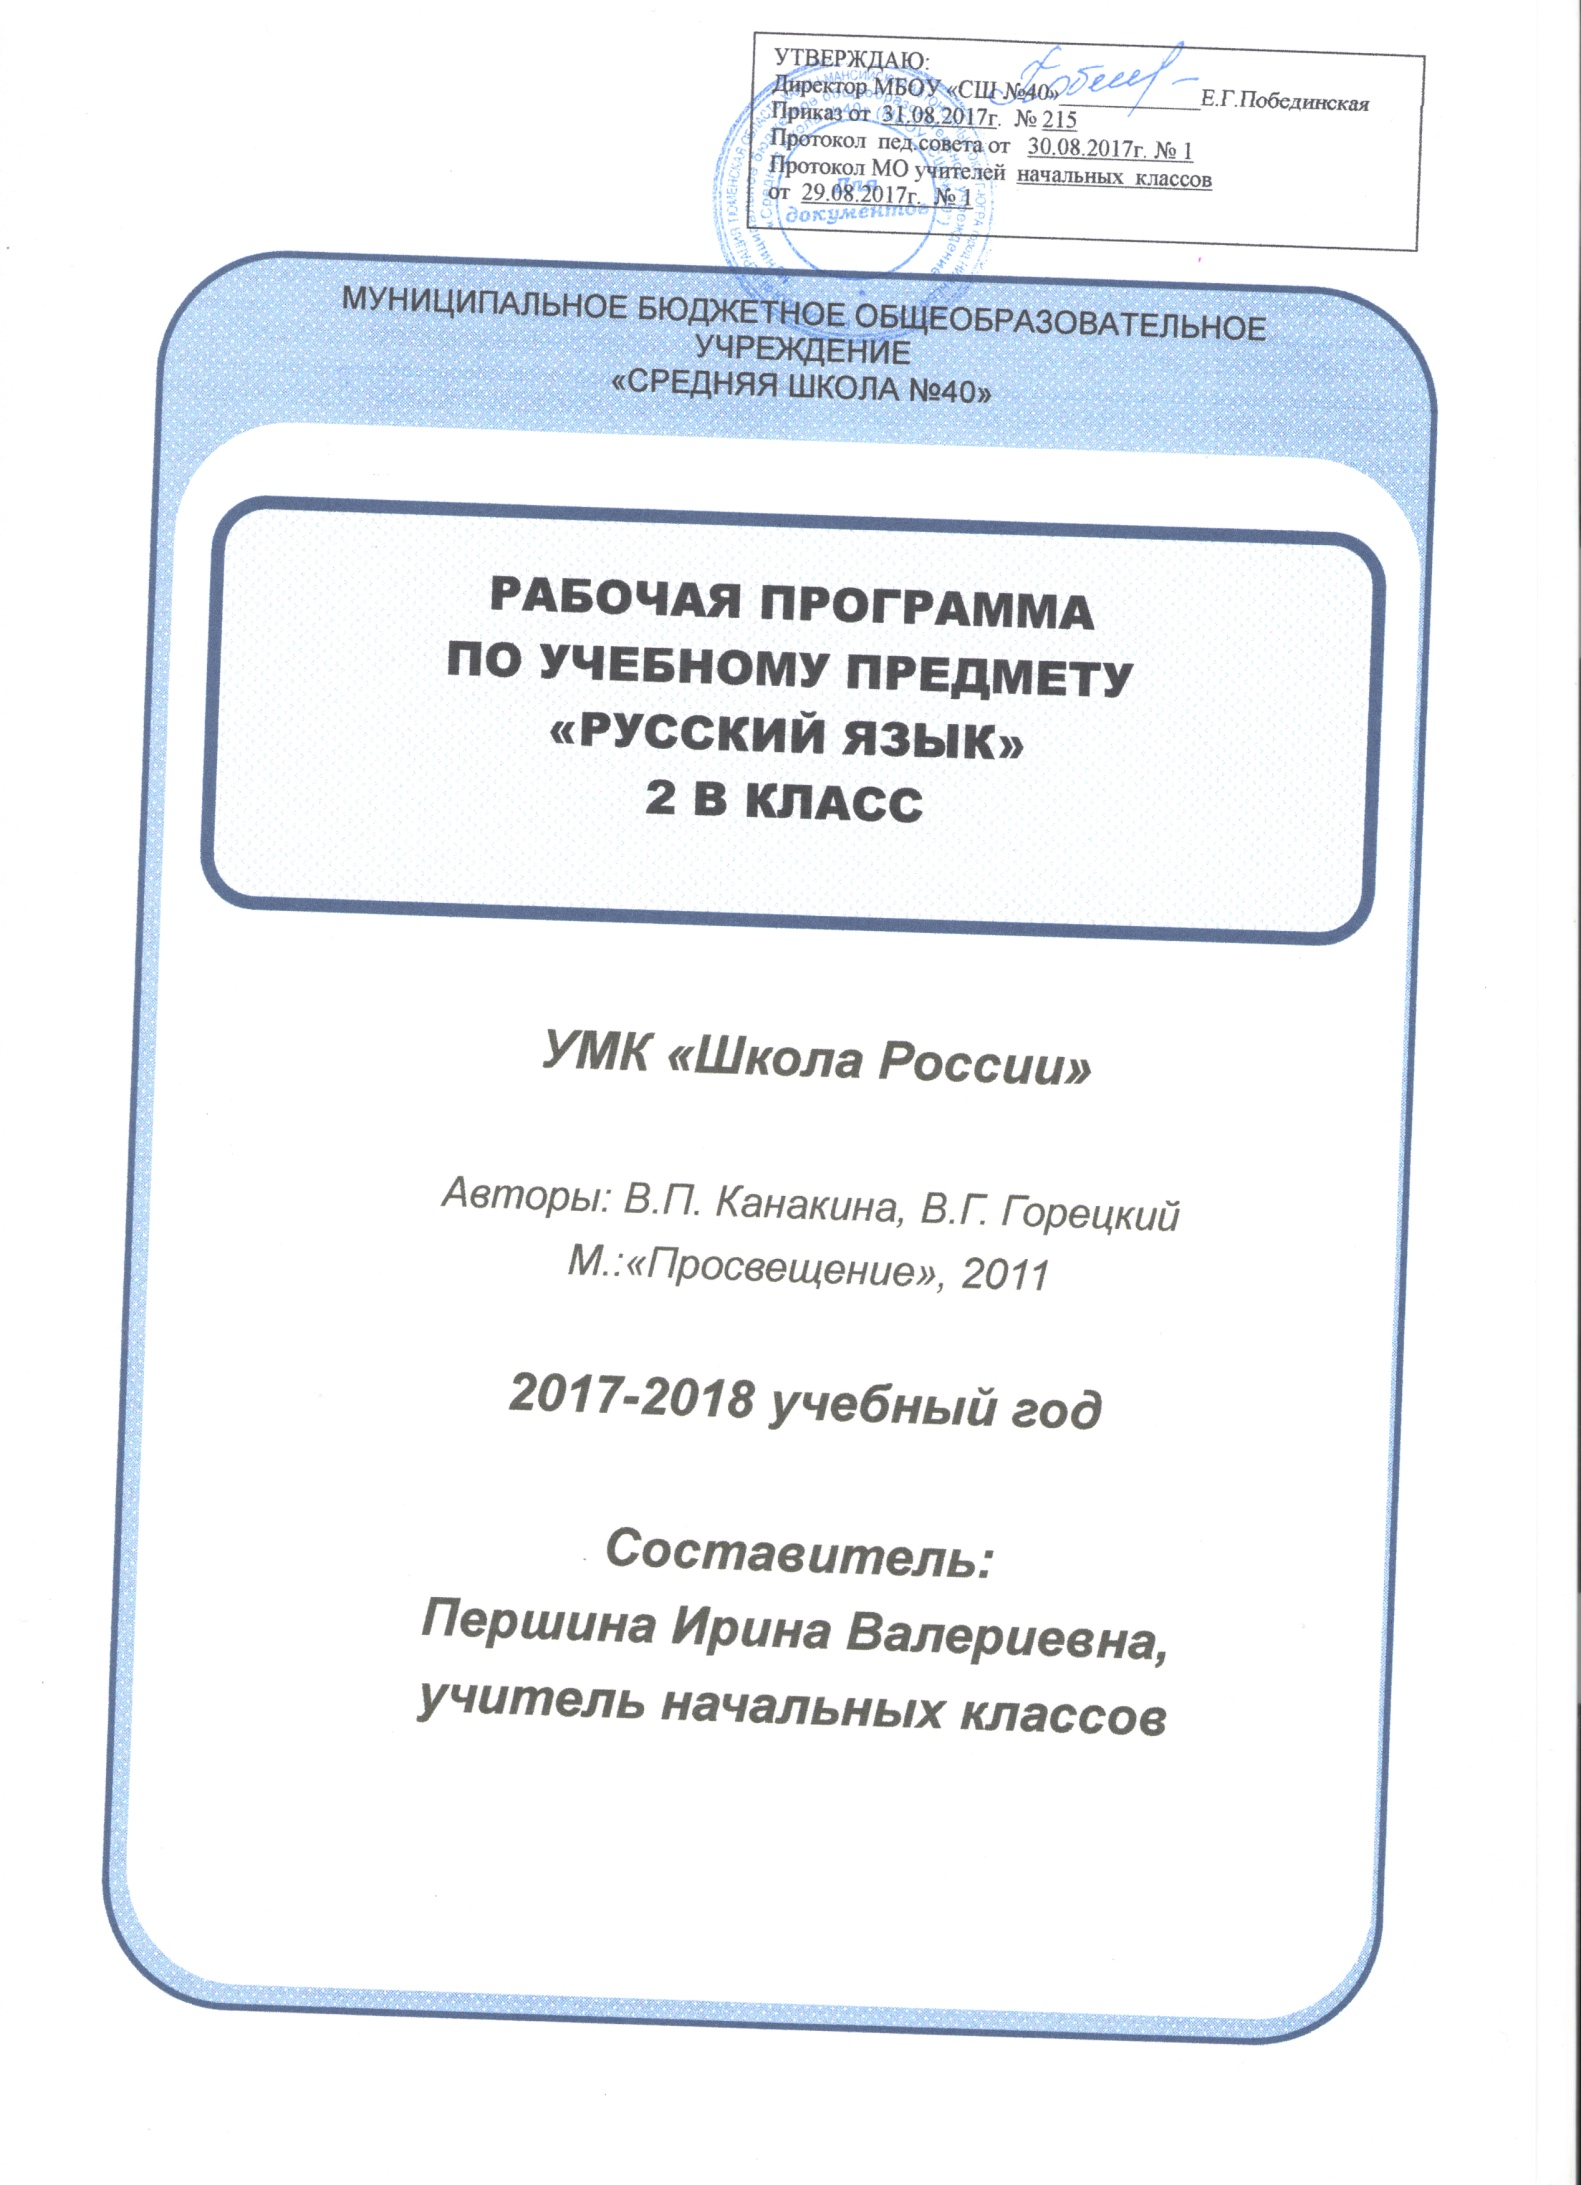 УТВЕРЖДАЮ:
Директор МБОУ «СШ №40»____________Е.Г.Побединская
Приказ от 31.08.2017г. № 215
Протокол пед.совета от 30.08.2017г. № 1
Протокол МО учителей начальных классов
от 29.08.2017г. № 1
Для
документов
МУНИЦИПАЛЬНОЕ БЮДЖЕТНОЕ ОБЩЕОБРАЗОВАТЕЛЬНОЕ
УЧРЕЖДЕНИЕ
«СРЕДНЯЯ ШКОЛА №40»
РАБОЧАЯ ПРОГРАММА
ПО УЧЕБНОМУ ПРЕДМЕТУ
«РУССКИЙ ЯЗЫК»
2 В КЛАСС
УМК «Школа России»
Авторы: В.П. Канакина, В.Г. Горецкий
М.:«Просвещение», 2011
2017-2018 учебный год
Составитель:
Першина Ирина Валериевна,
учитель начальных классов